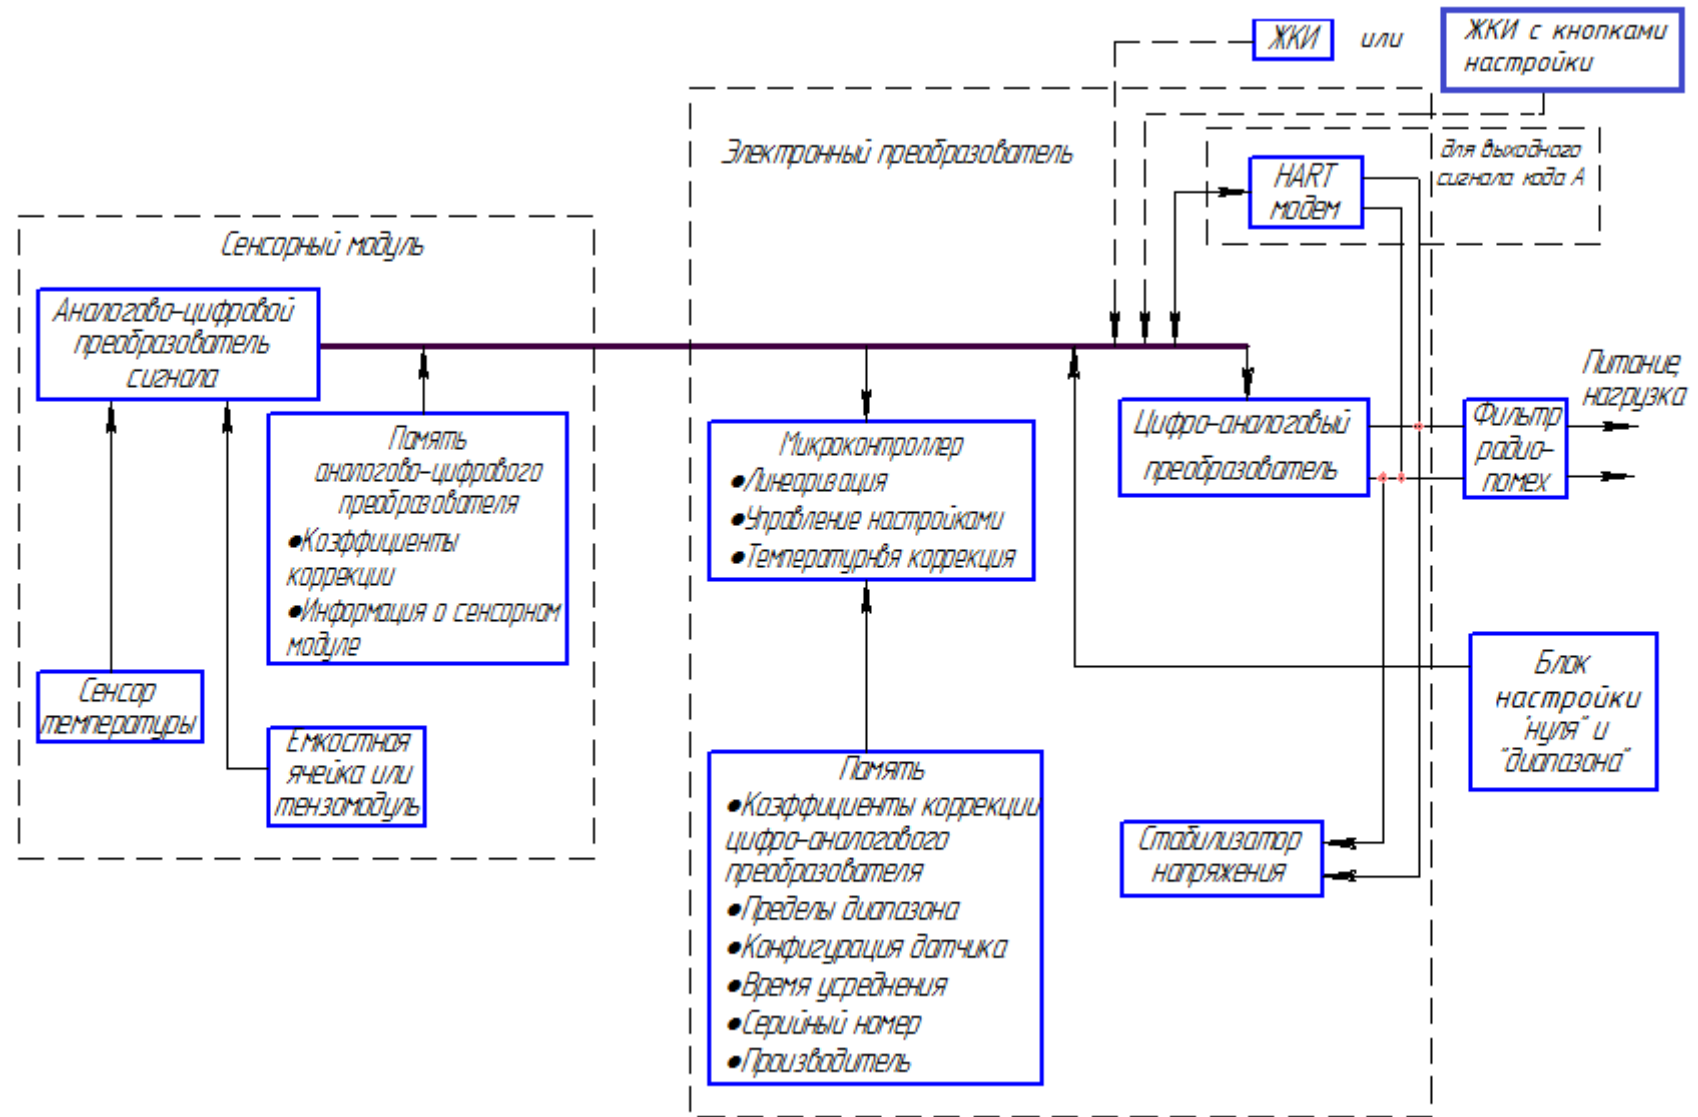 ЖКИ
или
ЖКИ с кнопками
настройки
Электронный преобразователь
для выходного
сигнала кода А
HART
модем
Сенсорный модуль
Аналогово-цифровой
преобразователь
сигнала
Память
аналогово-цифрового
преобразователя
●Коэффициенты
коррекции
●Информация о сенсорном
модуле
Сенсор
температуры
Емкостная
ячейка или
тензомодуль
Микроконтроллер
●Линеаризация
●Управление настройками
●Температурнвя коррекция
Цифро-аналоговый
преобразователь
Фильтр
радио-
помех
Питание,
нагрузка
Память
●Коэффициенты коррекции
цифро-аналогового
преобразователя
●Пределы диапазона
●Конфигурация датчика
●Время усреднения
●Серийный номер
●Производитель
Стабилизатор
напряжения
Блок
настройки
"нуля" и
"диапазона"